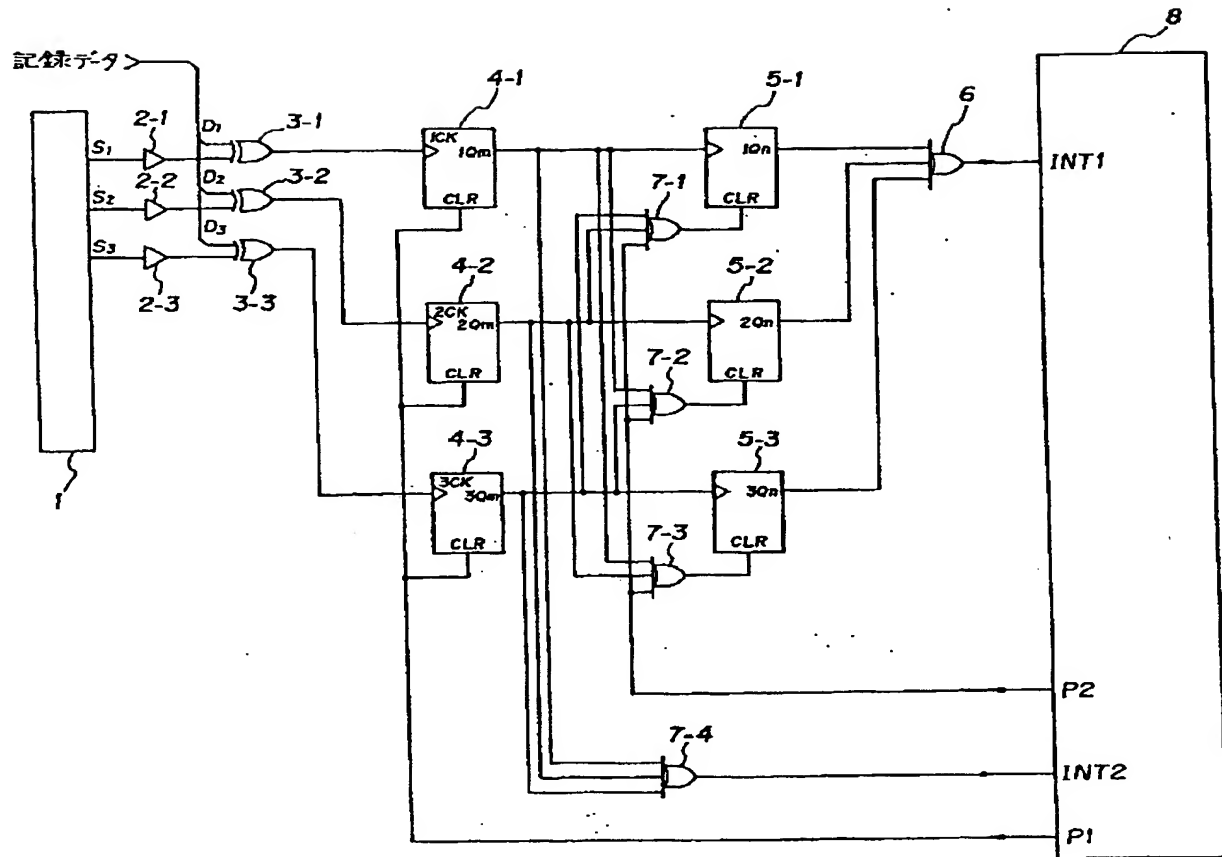 8
記録データ
4-1
5-1
6
2-1
D1
3-1
1CK
S1
1Qm
1Qn
INT1
2-2
D2
3-2
CLR
CLR
S2
7-1
D3
S3
4-2
5-2
2-3
3-3
2CK
2Qm
2Qn
CLR
CLR
7-2
4-3
5-3
3CK
3Qm
3Qn
1
CLR
CLR
7-3
P2
7-4
INT2
P1